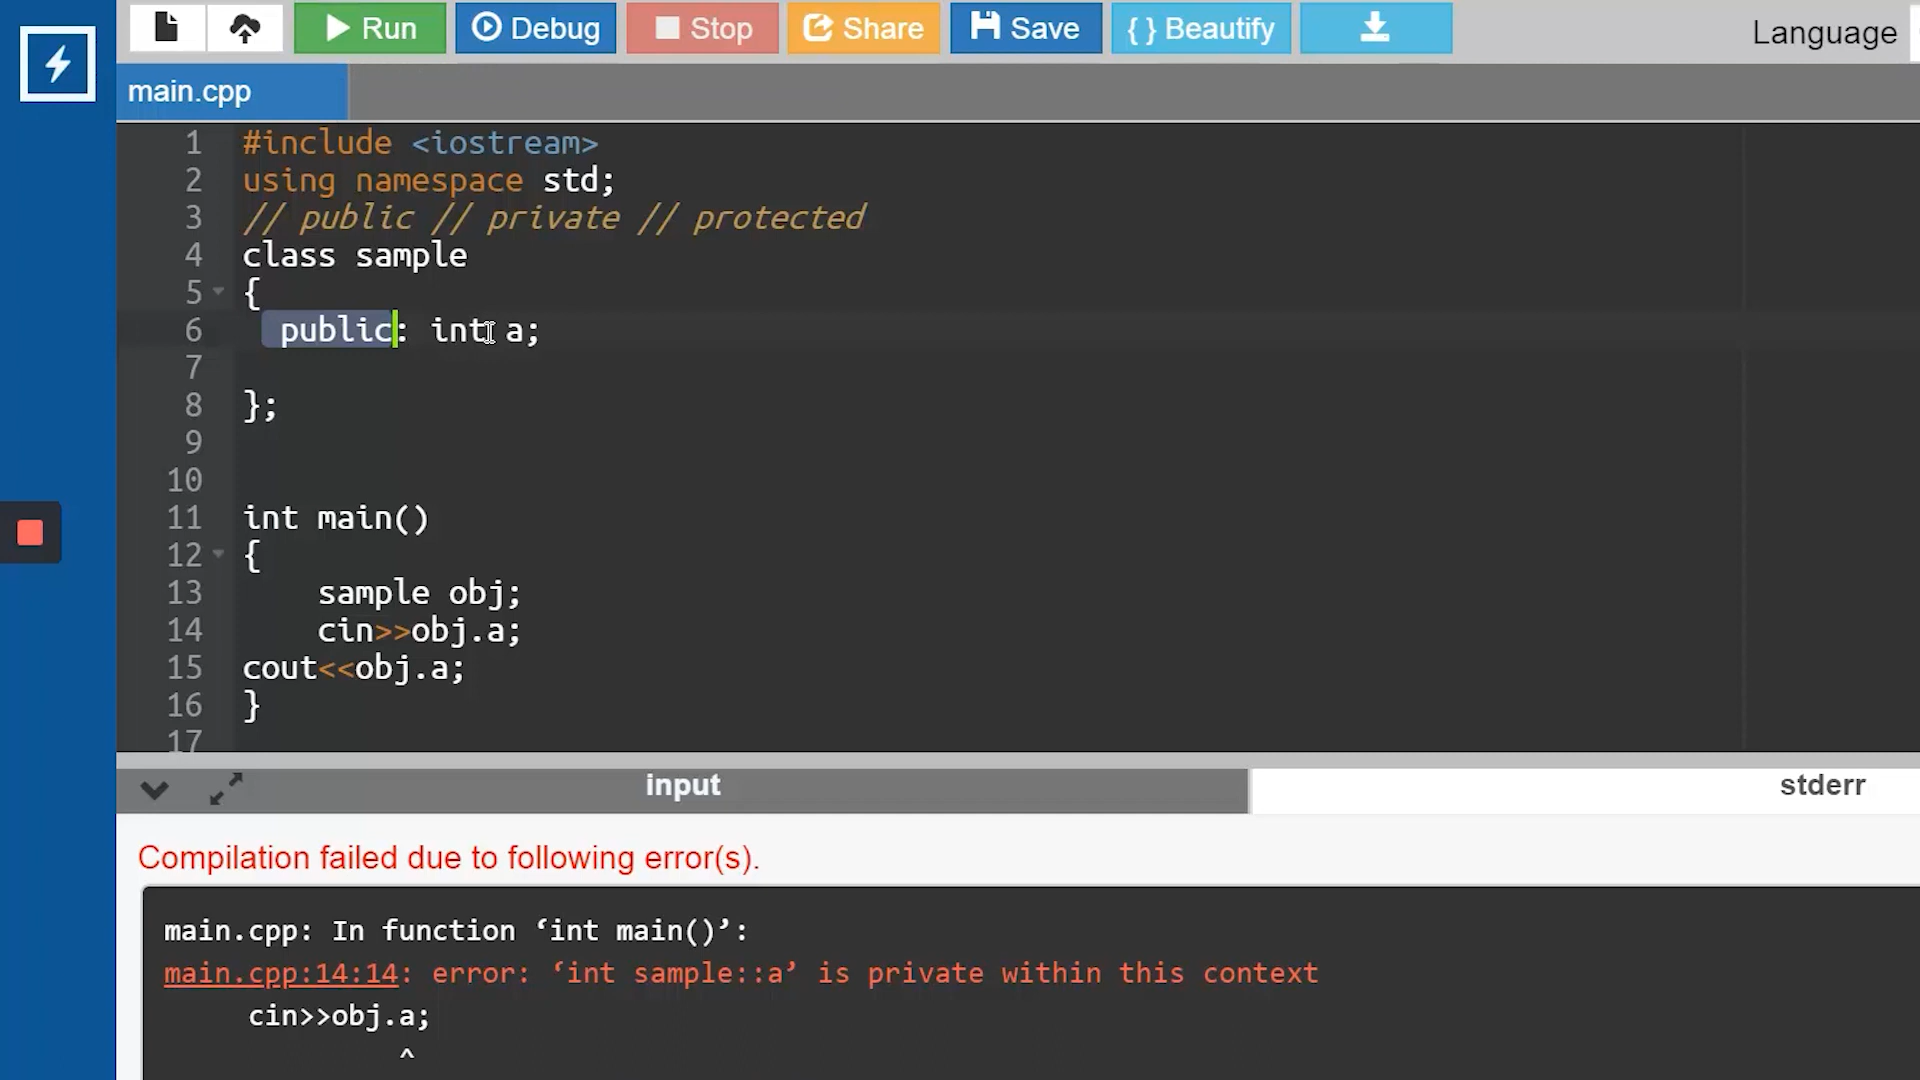 Run Debug Stop Share Save { } Beautify Language
main.cpp
1 #include <iostream>
2 using namespace std;
3 // public // private // protected
4 class sample
5 {
6 public: int a;
7
8 };
9
10
11 int main()
12 {
13 sample obj;
14 cin>>obj.a;
15 cout<<obj.a;
16 }
17
input stderr
Compilation failed due to following error(s).
main.cpp: In function ‘int main()’:
main.cpp:14:14: error: ‘int sample::a’ is private within this context
cin>>obj.a;
^